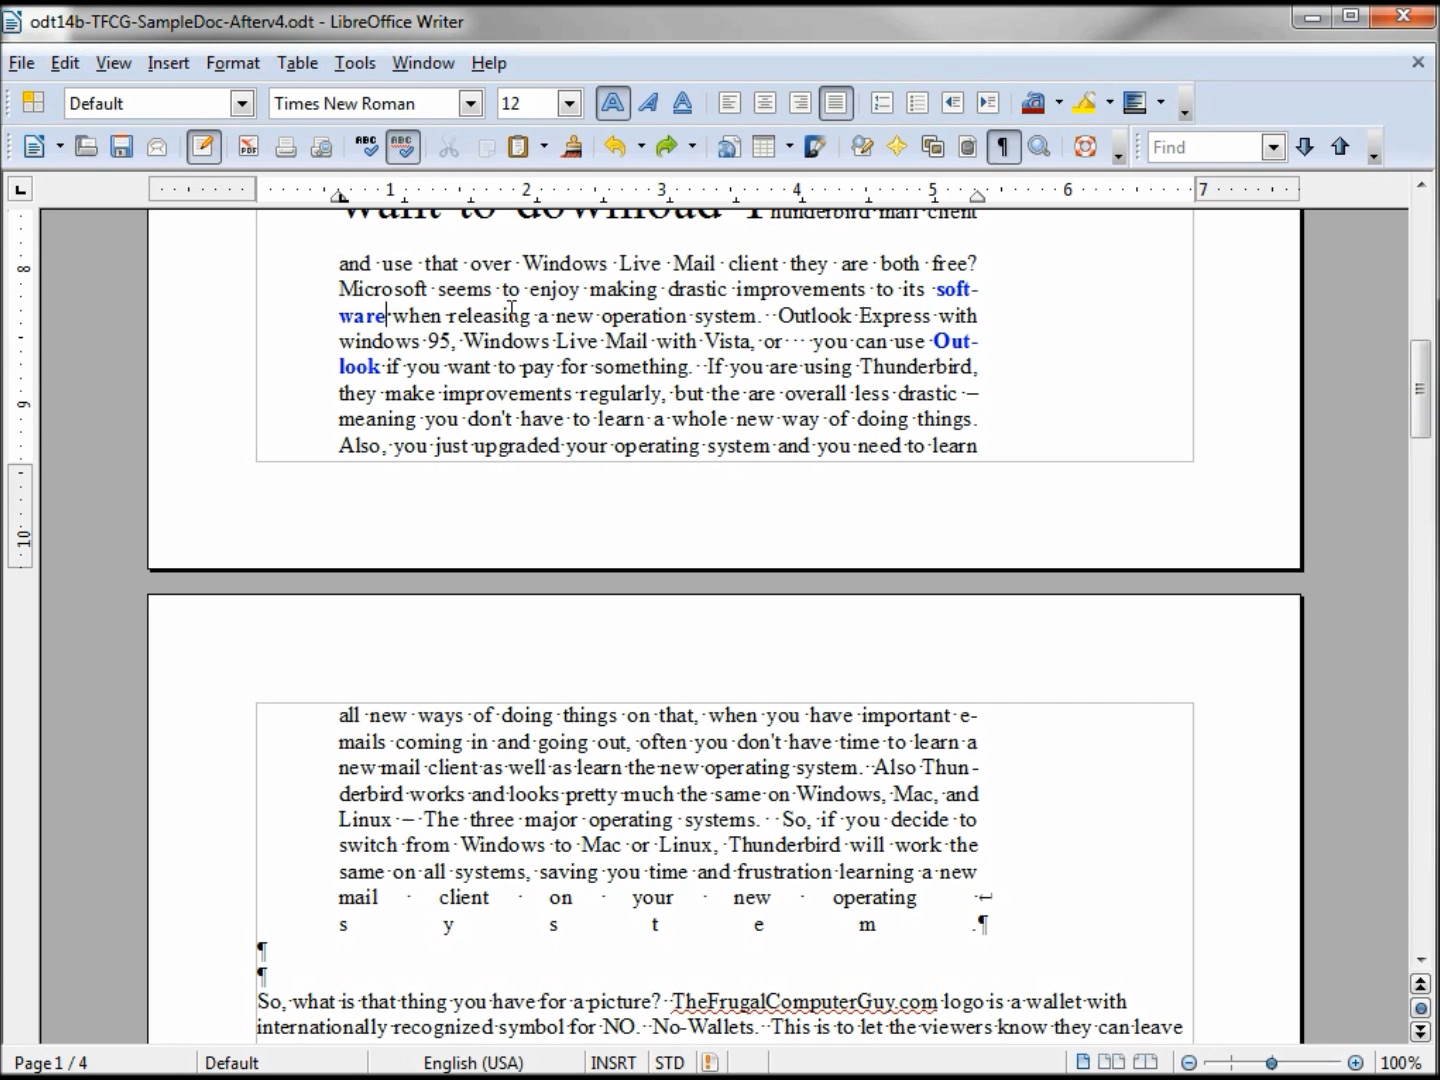 odt14b-TFCG-SampleDoc-Afterv4.odt - LibreOffice Writer
File Edit View Insert Format Table Tools Window Help
Default Times New Roman 12
Find
1 2 3 4 5 6 7
want to download Thunderbird mail client
and use that over Windows Live Mail client they are both free?
Microsoft seems to enjoy making drastic improvements to its soft-
ware when releasing a new operation system. Outlook Express with
windows 95, Windows Live Mail with Vista, or you can use Out-
look if you want to pay for something. If you are using Thunderbird,
they make improvements regularly, but the are overall less drastic –
meaning you don't have to learn a whole new way of doing things.
Also, you just upgraded your operating system and you need to learn
8
9
10
all new ways of doing things on that, when you have important e-
mails coming in and going out, often you don't have time to learn a
new mail client as well as learn the new operating system. Also Thun-
derbird works and looks pretty much the same on Windows, Mac, and
Linux – The three major operating systems. So, if you decide to
switch from Windows to Mac or Linux, Thunderbird will work the
same on all systems, saving you time and frustration learning a new
mail client on your new operating ↵
s y s t e m .¶
¶
¶
So, what is that thing you have for a picture? TheFrugalComputerGuy.com logo is a wallet with
internationally recognized symbol for NO. No-Wallets. This is to let the viewers know they can leave
Page 1 / 4 Default English (USA) INSRT STD 100%